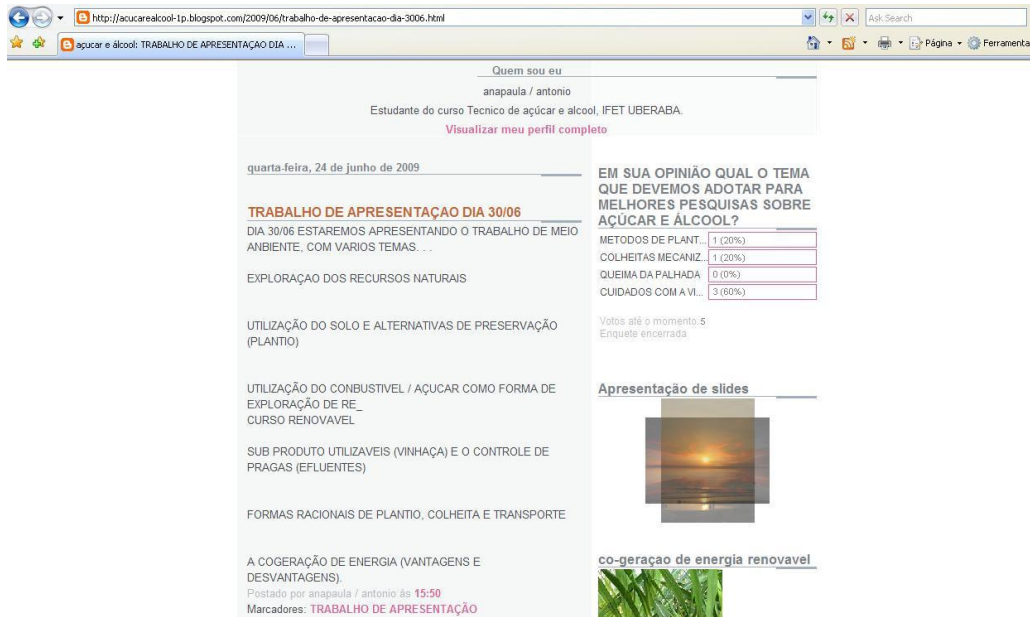 http://acucarealcool-1p.blogspot.com/2009/06/trabalho-de-apresentacao-dia-3006.html
Ask Search
açucar e álcool: TRABALHO DE APRESENTAÇAO DIA ...
Página
Ferramenta
Quem sou eu
anapaula / antonio
Estudante do curso Tecnico de açúcar e alcool, IFET UBERABA.
Visualizar meu perfil completo
quarta-feira, 24 de junho de 2009
TRABALHO DE APRESENTAÇAO DIA 30/06
DIA 30/06 ESTAREMOS APRESENTANDO O TRABALHO DE MEIO
ANBIENTE, COM VARIOS TEMAS. . .
EXPLORAÇAO DOS RECURSOS NATURAIS
UTILIZAÇÃO DO SOLO E ALTERNATIVAS DE PRESERVAÇÃO
(PLANTIO)
UTILIZAÇÃO DO CONBUSTIVEL / AÇUCAR COMO FORMA DE
EXPLORAÇÃO DE RE_
CURSO RENOVAVEL
SUB PRODUTO UTILIZAVEIS (VINHAÇA) E O CONTROLE DE
PRAGAS (EFLUENTES)
FORMAS RACIONAIS DE PLANTIO, COLHEITA E TRANSPORTE
A COGERAÇÃO DE ENERGIA (VANTAGENS E
DESVANTAGENS).
Postado por anapaula / antonio às 15:50
Marcadores: TRABALHO DE APRESENTAÇÃO
EM SUA OPINIÃO QUAL O TEMA
QUE DEVEMOS ADOTAR PARA
MELHORES PESQUISAS SOBRE
AÇÚCAR E ÁLCOOL?
METODOS DE PLANT... 1 (20%)
COLHEITAS MECANIZ... 1 (20%)
QUEIMA DA PALHADA 0 (0%)
CUIDADOS COM A VI... 3 (60%)
Votos até o momento: 5
Enquete encerrada
Apresentação de slides
co-geraçao de energia renovavel